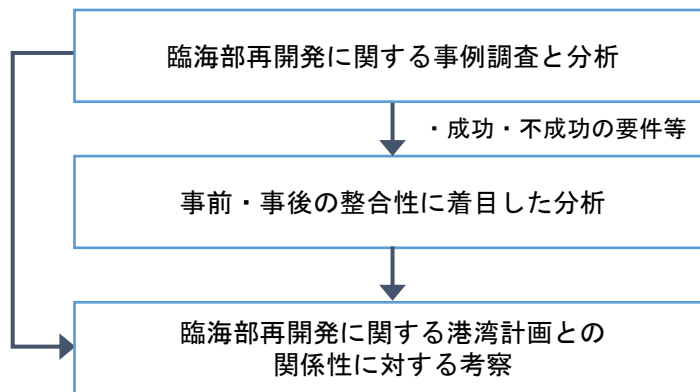 臨海部再開発に関する事例調査と分析
・成功・不成功の要件等
事前・事後の整合性に着目した分析
臨海部再開発に関する港湾計画との
関係性に対する考察